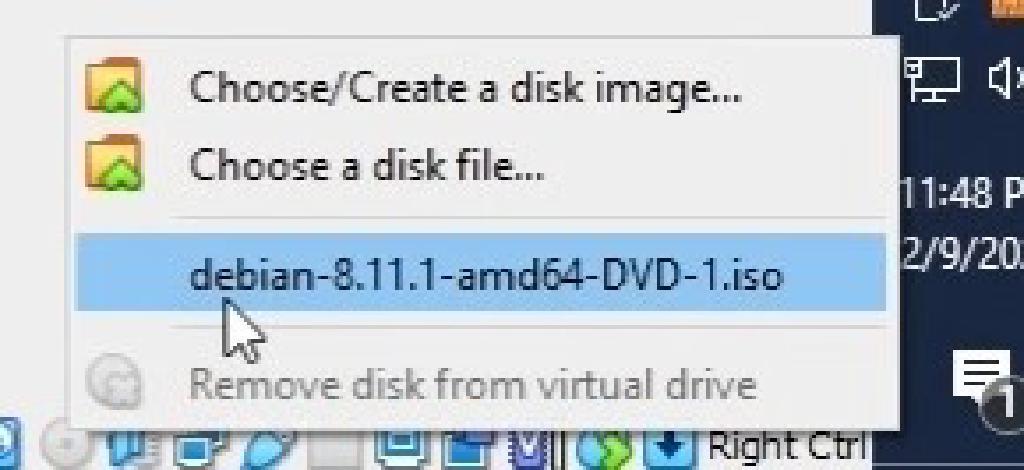 Choose/Create a disk image...
Choose a disk file...
11:48 P
debian-8.11.1-amd64-DVD-1.iso
2/9/20
Remove disk from virtual drive
1
Right Ctrl